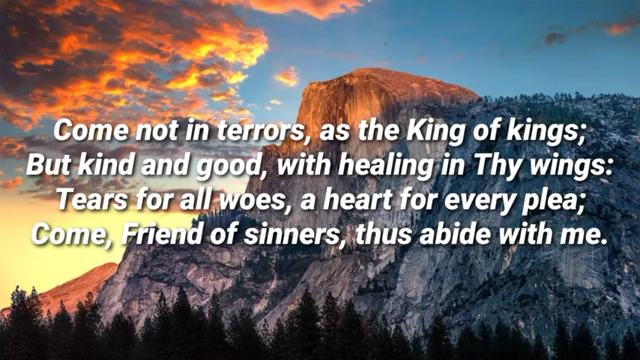 Come not in terrors, as the King of kings;
But kind and good, with healing in Thy wings:
Tears for all woes, a heart for every plea;
Come, Friend of sinners, thus abide with me.